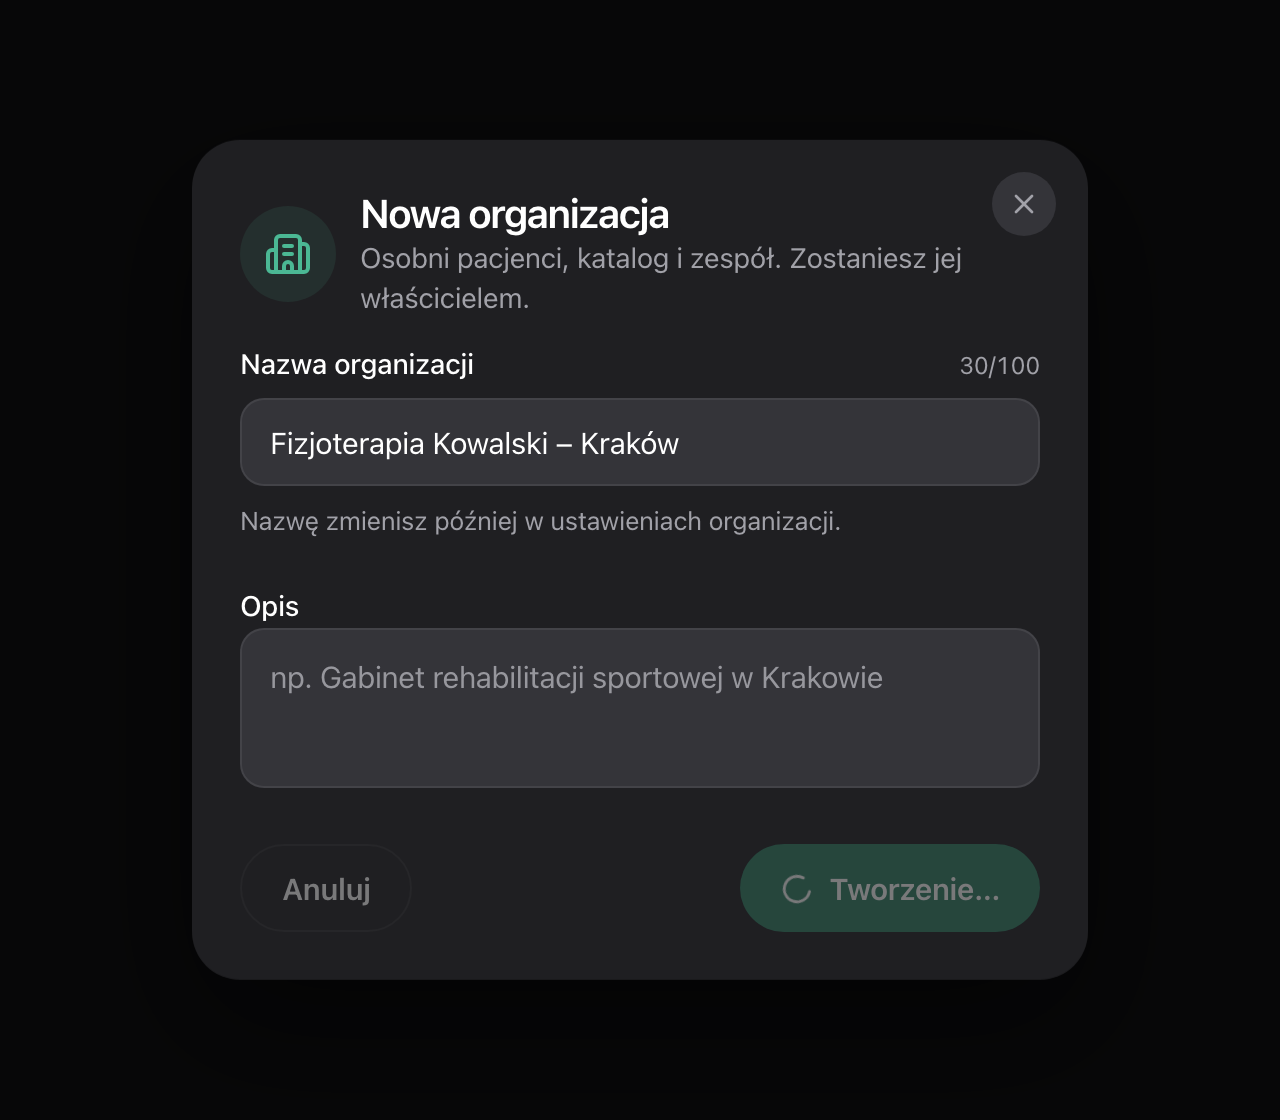 Nowa organizacja
Osobni pacjenci, katalog i zespół. Zostaniesz jej
właścicielem.
Nazwa organizacji
30/100
Fizjoterapia Kowalski – Kraków
Nazwę zmienisz później w ustawieniach organizacji.
Opis
np. Gabinet rehabilitacji sportowej w Krakowie
Anuluj
Tworzenie...